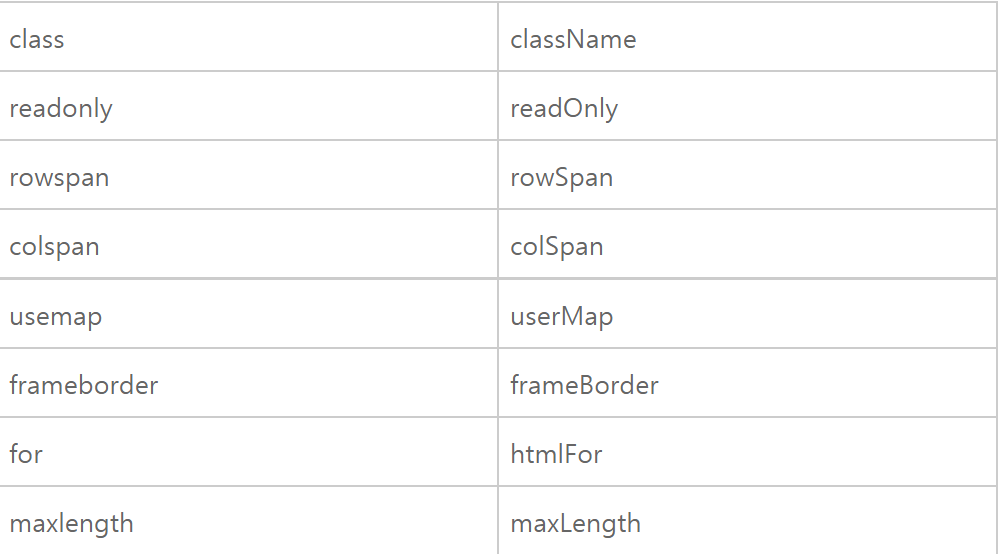 class className
readonly readOnly
rowspan rowSpan
colspan colSpan
usemap userMap
frameborder frameBorder
for htmlFor
maxlength maxLength